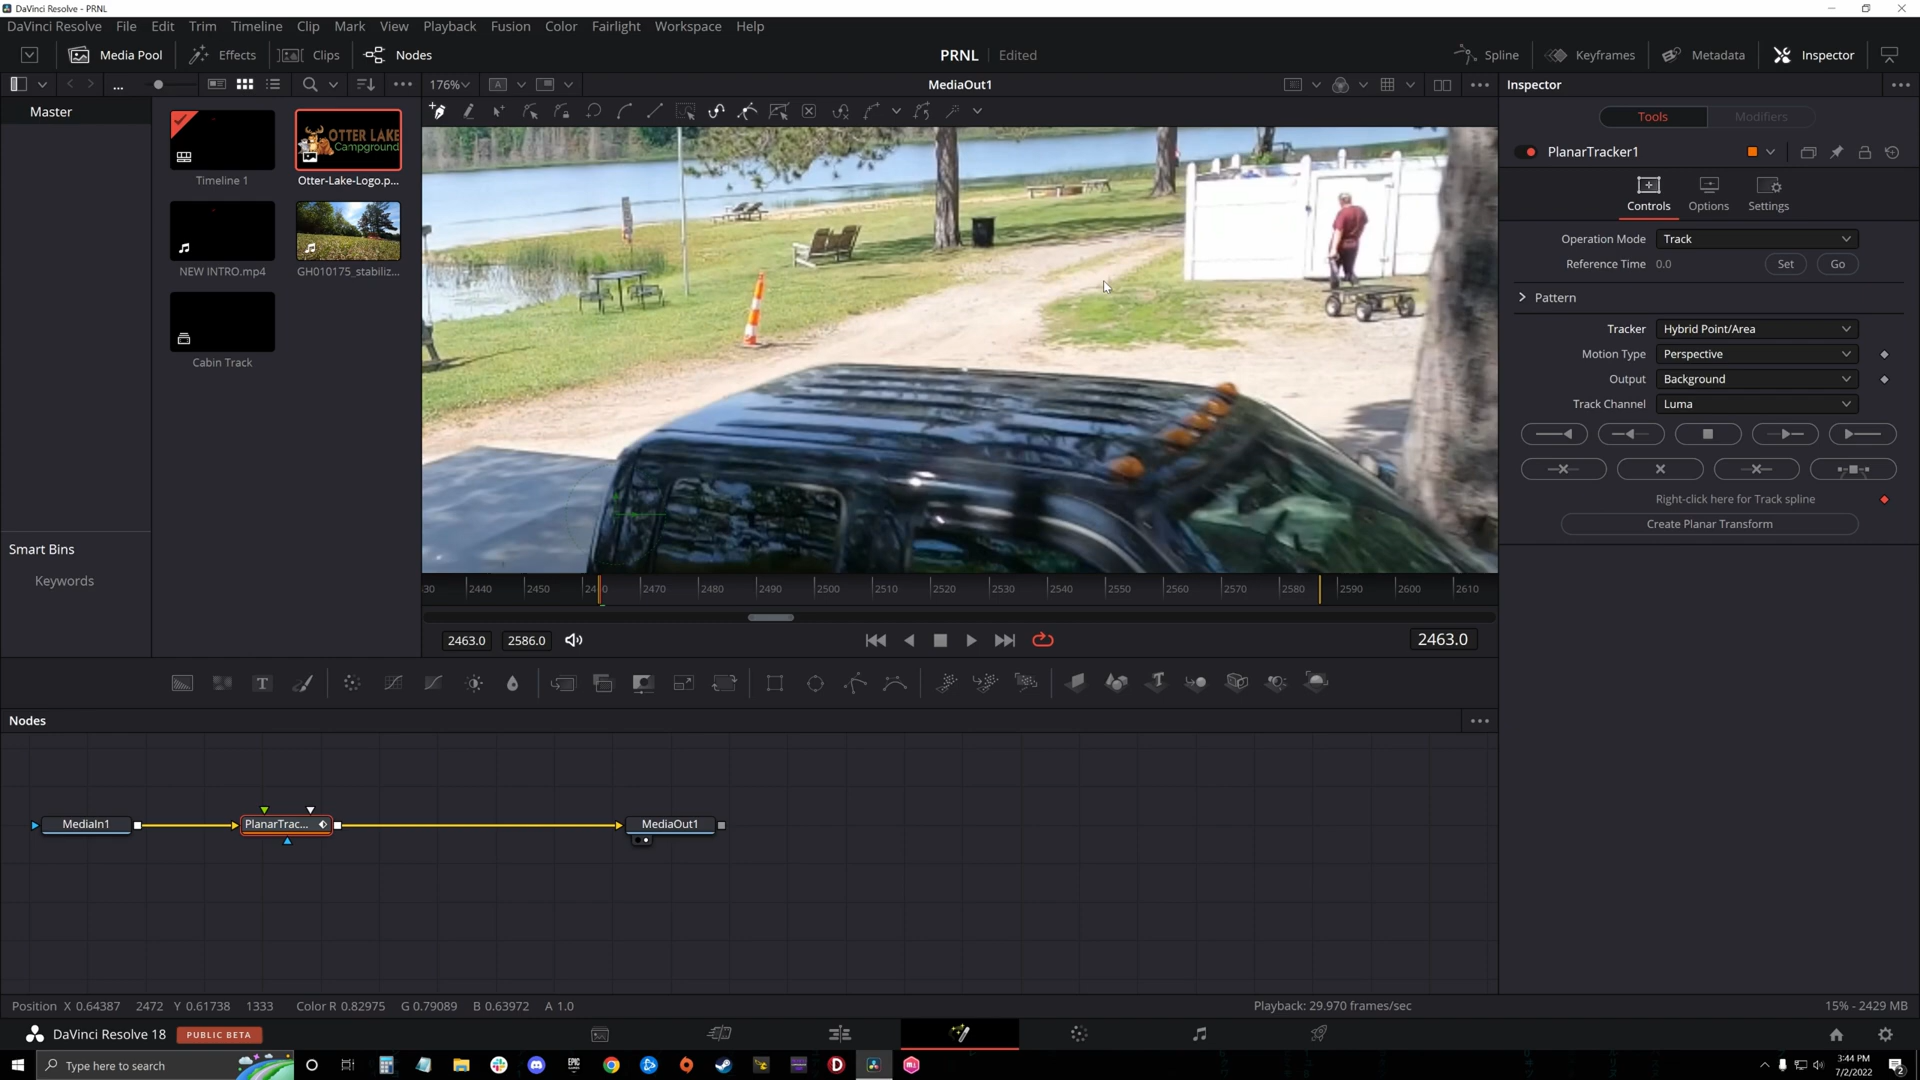 DaVinci Resolve - PRNL
DaVinci Resolve File Edit Trim Timeline Clip Mark View Playback Fusion Color Fairlight Workspace Help
Media Pool Effects Clips Nodes PRNL Edited Spline Keyframes Metadata Inspector
... 176% A MediaOut1 Inspector
Master
OTTER LAKE
Campground
Timeline 1 Otter-Lake-Logo.p...
NEW INTRO.mp4 GH010175_stabiliz...
Cabin Track
Smart Bins
Keywords
Tools Modifiers
PlanarTracker1
Controls Options Settings
Operation Mode Track
Reference Time 0.0 Set Go
Pattern
Tracker Hybrid Point/Area
Motion Type Perspective
Output Background
Track Channel Luma
Right-click here for Track spline
Create Planar Transform
30 2440 2450 2460 2470 2480 2490 2500 2510 2520 2530 2540 2550 2560 2570 2580 2590 2600 2610
2463.0 2586.0 2463.0
T T
Nodes
MediaIn1 PlanarTrac... MediaOut1
Position X 0.64387 2472 Y 0.61738 1333 Color R 0.82975 G 0.79089 B 0.63972 A 1.0 Playback: 29.970 frames/sec 15% - 2429 MB
DaVinci Resolve 18 PUBLIC BETA
Type here to search EPIC D 3:44 PM
7/2/2022 2